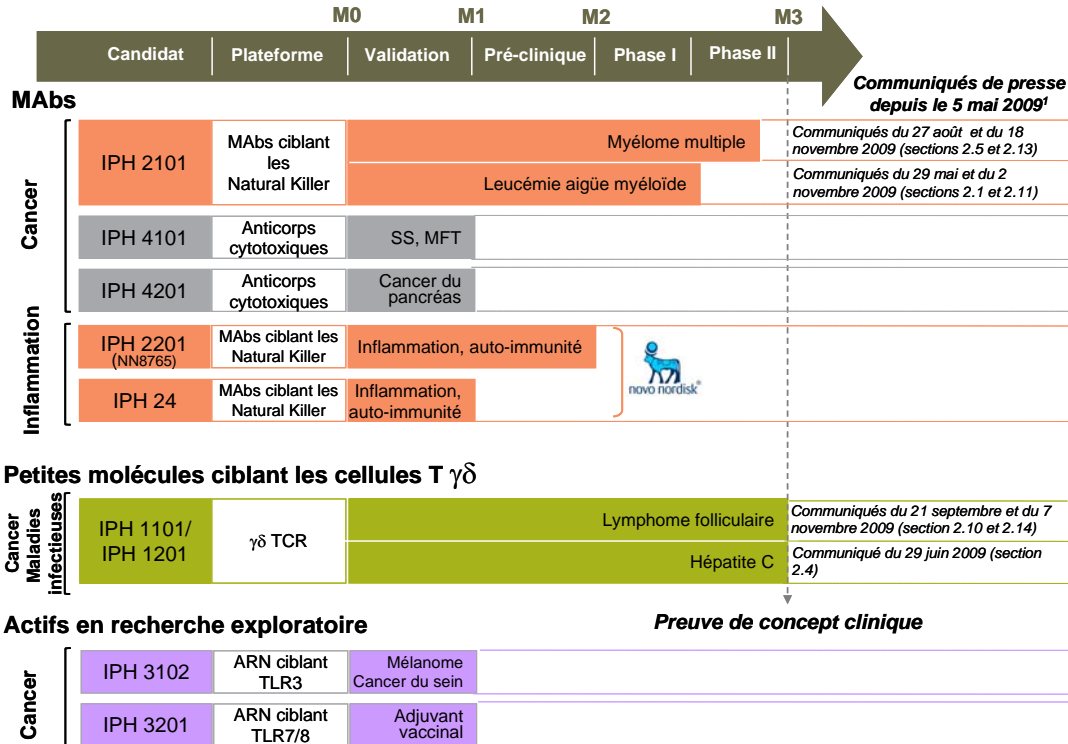 M0 M1 M2 M3
Candidat Plateforme Validation Pré-clinique Phase I Phase II
Communiqués de presse
depuis le 5 mai 2009¹
MAbs
Cancer
IPH 2101
MAbs ciblant
les
Natural Killer
Myélome multiple
Communiqués du 27 août et du 18
novembre 2009 (sections 2.5 et 2.13)
Leucémie aigüe myéloïde
Communiqués du 29 mai et du 2
novembre 2009 (sections 2.1 et 2.11)
IPH 4101
Anticorps
cytotoxiques
SS, MFT
IPH 4201
Anticorps
cytotoxiques
Cancer du
pancréas
Inflammation
IPH 2201
(NN8765)
MAbs ciblant les
Natural Killer
Inflammation, auto-immunité
novo nordisk®
IPH 24
MAbs ciblant les
Natural Killer
Inflammation,
auto-immunité
Petites molécules ciblant les cellules T γδ
Cancer
Maladies
infectieuses
IPH 1101/
IPH 1201
γδ TCR
Lymphome folliculaire
Communiqués du 21 septembre et du 7
novembre 2009 (section 2.10 et 2.14)
Hépatite C
Communiqué du 29 juin 2009 (section
2.4)
Preuve de concept clinique
Actifs en recherche exploratoire
Cancer
IPH 3102
ARN ciblant
TLR3
Mélanome
Cancer du sein
IPH 3201
ARN ciblant
TLR7/8
Adjuvant
vaccinal